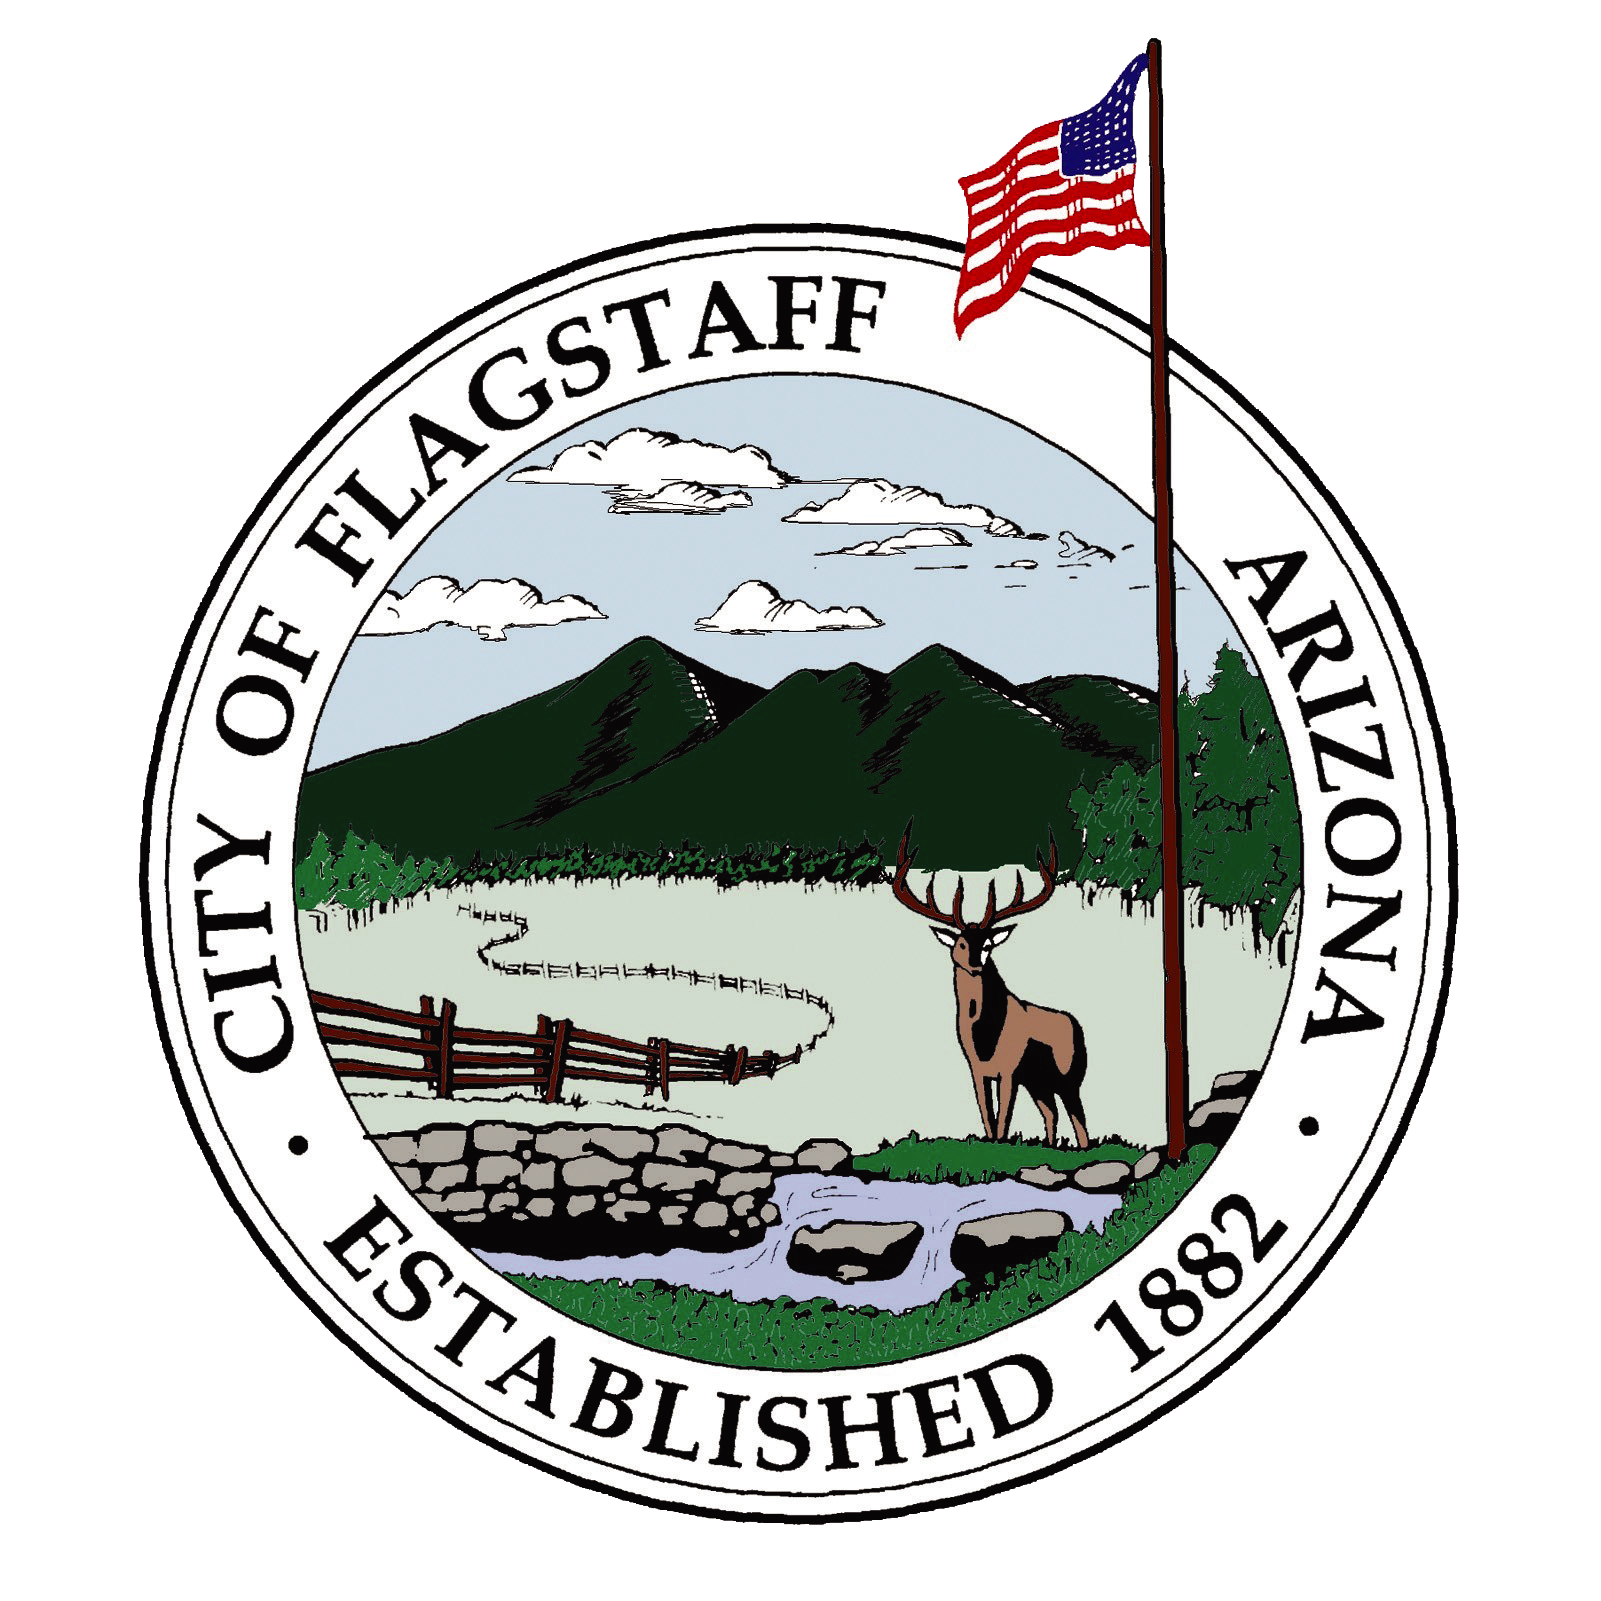 CITY OF FLAGSTAFF
ARIZONA
ESTABLISHED 1882